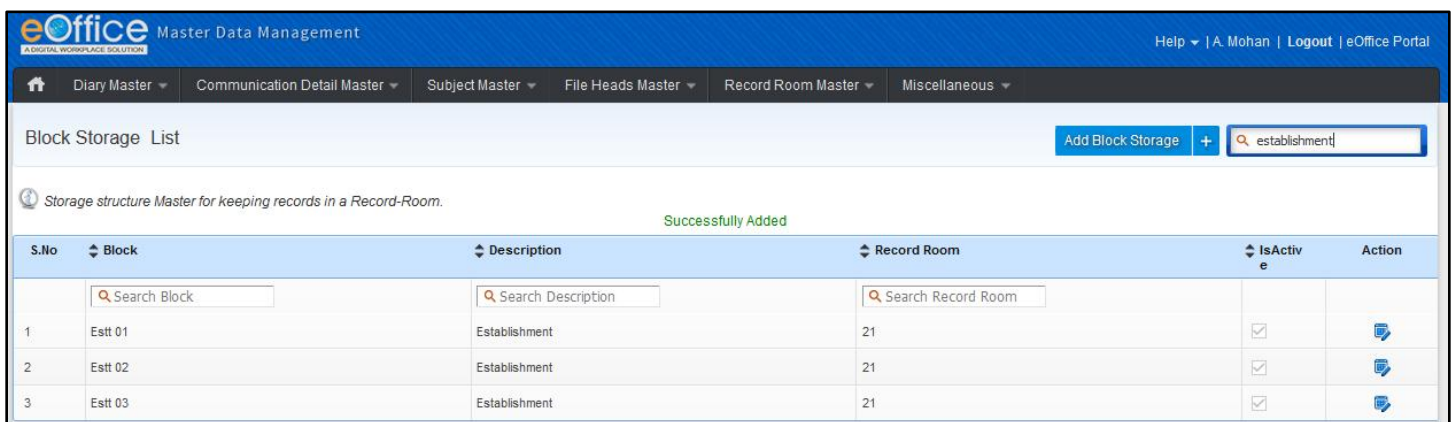 eOffice Master Data Management
A DIGITAL WORKPLACE SOLUTION
Help | A. Mohan | Logout | eOffice Portal
Diary Master Communication Detail Master Subject Master File Heads Master Record Room Master Miscellaneous
Block Storage List Add Block Storage + establishment
Storage structure Master for keeping records in a Record-Room.
Successfully Added
S.No Block Description Record Room IsActiv
e Action
Search Block Search Description Search Record Room
1 Estt 01 Establishment 21
2 Estt 02 Establishment 21
3 Estt 03 Establishment 21